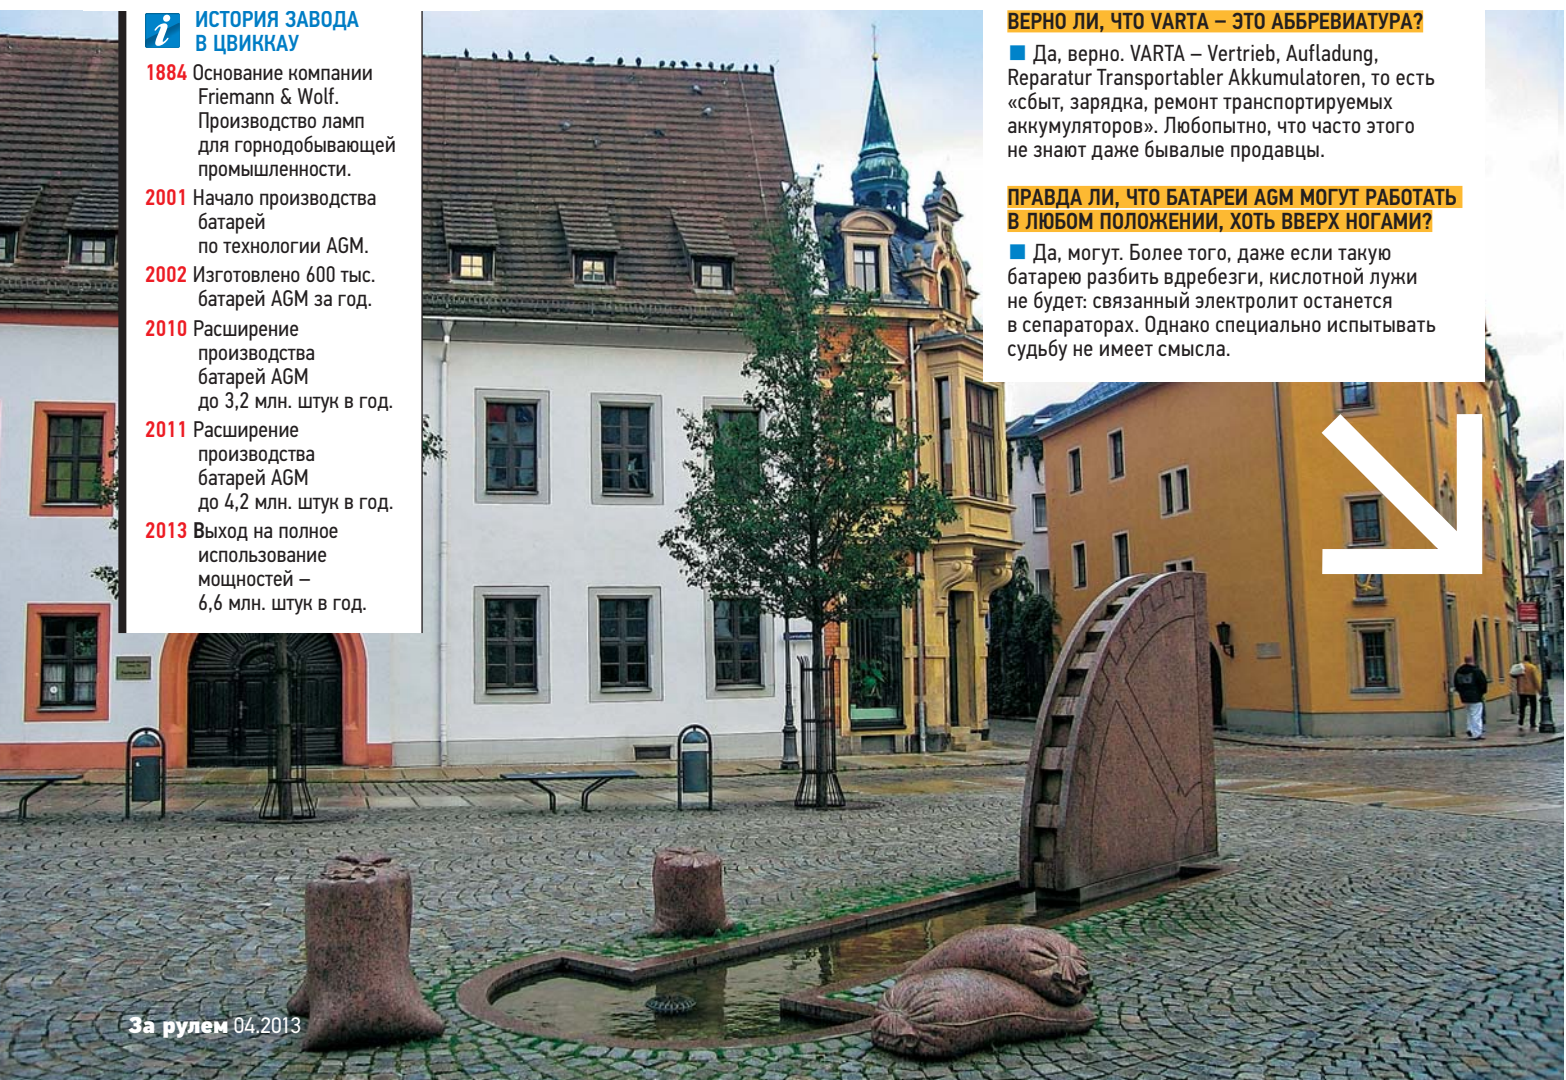 ИСТОРИЯ ЗАВОДА
В ЦВИККАУ
1884 Основание компании
Friemann & Wolf.
Производство ламп
для горнодобывающей
промышленности.
2001 Начало производства
батарей
по технологии AGM.
2002 Изготовлено 600 тыс.
батарей AGM за год.
2010 Расширение
производства
батарей AGM
до 3,2 млн. штук в год.
2011 Расширение
производства
батарей AGM
до 4,2 млн. штук в год.
2013 Выход на полное
использование
мощностей –
6,6 млн. штук в год.
ВЕРНО ЛИ, ЧТО VARTA – ЭТО АББРЕВИАТУРА?
■ Да, верно. VARTA – Vertrieb, Aufladung,
Reparatur Transportabler Akkumulatoren, то есть
«сбыт, зарядка, ремонт транспортируемых
аккумуляторов». Любопытно, что часто этого
не знают даже бывалые продавцы.
ПРАВДА ЛИ, ЧТО БАТАРЕИ AGM МОГУТ РАБОТАТЬ
В ЛЮБОМ ПОЛОЖЕНИИ, ХОТЬ ВВЕРХ НОГАМИ?
■ Да, могут. Более того, даже если такую
батарею разбить вдребезги, кислотной лужи
не будет: связанный электролит останется
в сепараторах. Однако специально испытывать
судьбу не имеет смысла.
За рулем 04.2013